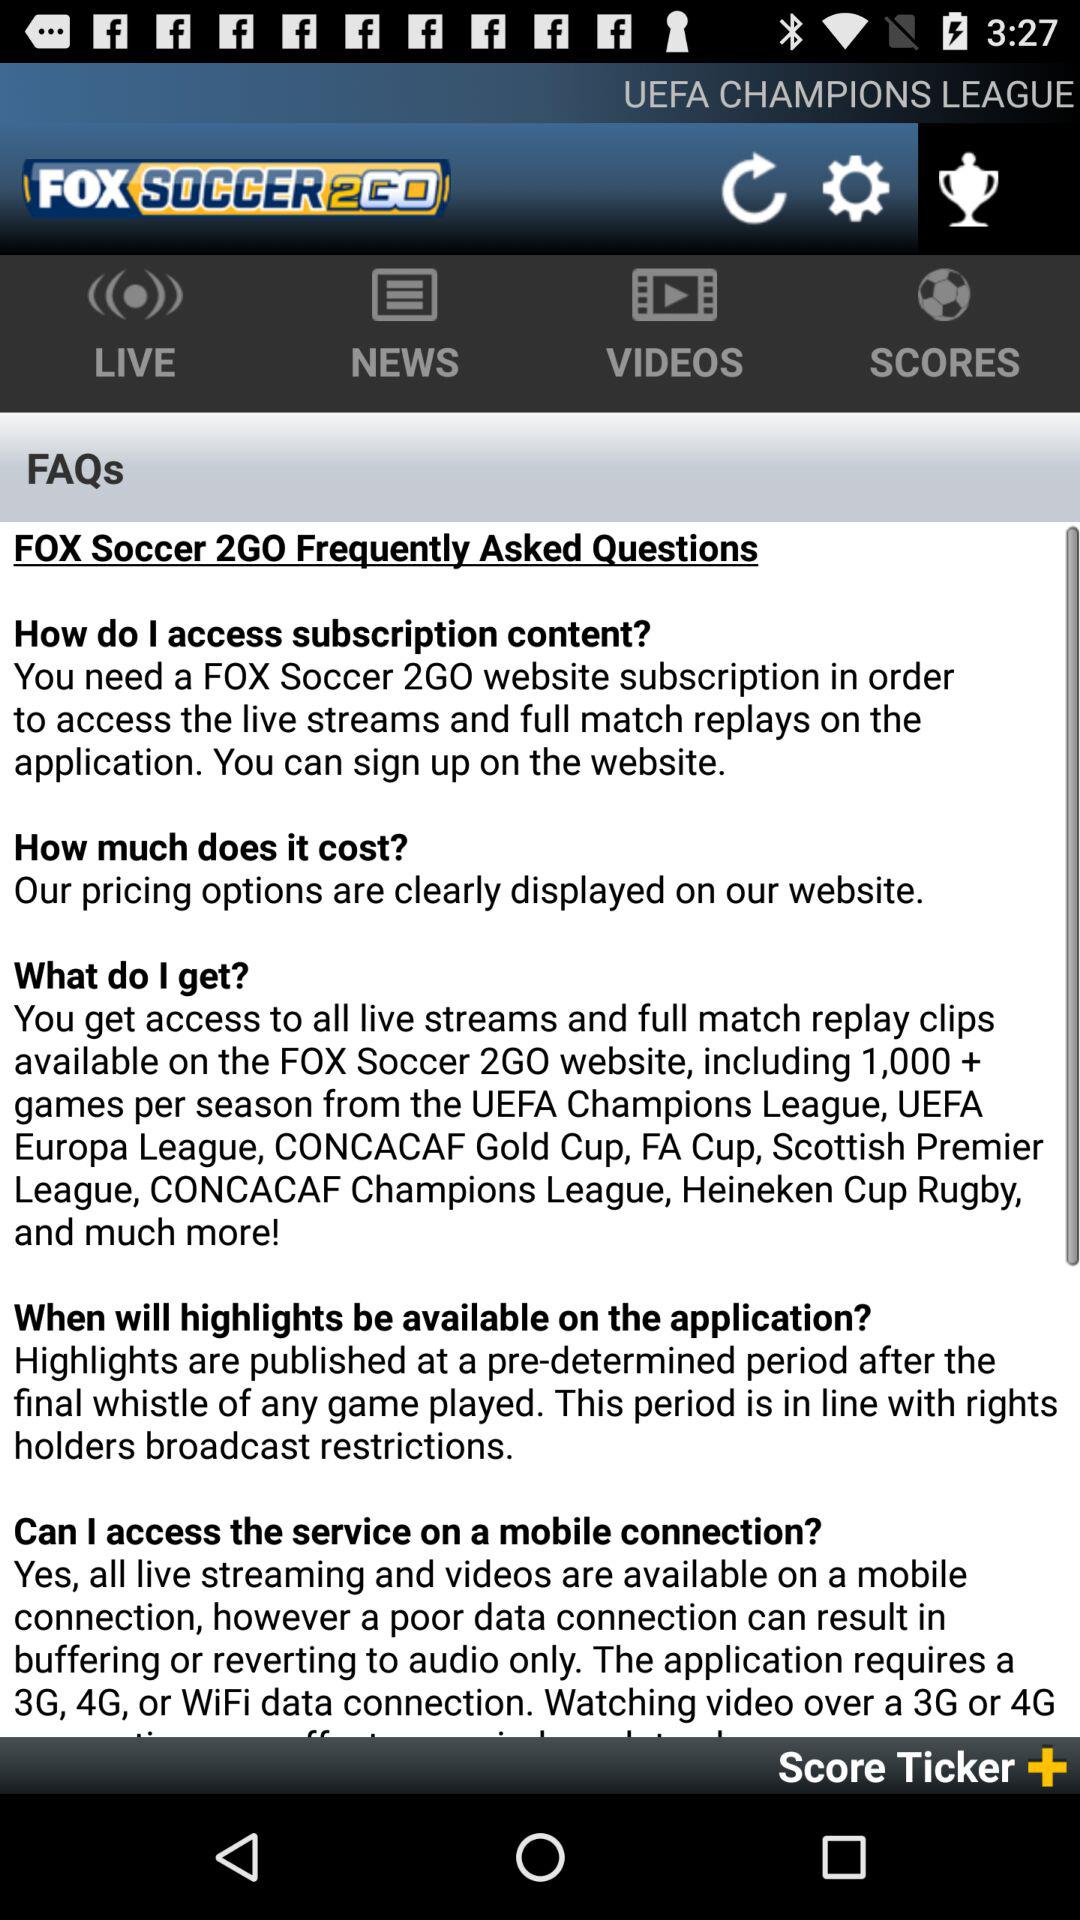 3:27
UEFA CHAMPIONS LEAGUE
FOX SOCCER 2GO
LIVE NEWS VIDEOS SCORES
FAQs
FOX Soccer 2GO Frequently Asked Questions
How do I access subscription content?
You need a FOX Soccer 2GO website subscription in order
to access the live streams and full match replays on the
application. You can sign up on the website.
How much does it cost?
Our pricing options are clearly displayed on our website.
What do I get?
You get access to all live streams and full match replay clips
available on the FOX Soccer 2GO website, including 1,000 +
games per season from the UEFA Champions League, UEFA
Europa League, CONCACAF Gold Cup, FA Cup, Scottish Premier
League, CONCACAF Champions League, Heineken Cup Rugby,
and much more!
When will highlights be available on the application?
Highlights are published at a pre-determined period after the
final whistle of any game played. This period is in line with rights
holders broadcast restrictions.
Can I access the service on a mobile connection?
Yes, all live streaming and videos are available on a mobile
connection, however a poor data connection can result in
buffering or reverting to audio only. The application requires a
3G, 4G, or WiFi data connection. Watching video over a 3G or 4G
Score Ticker